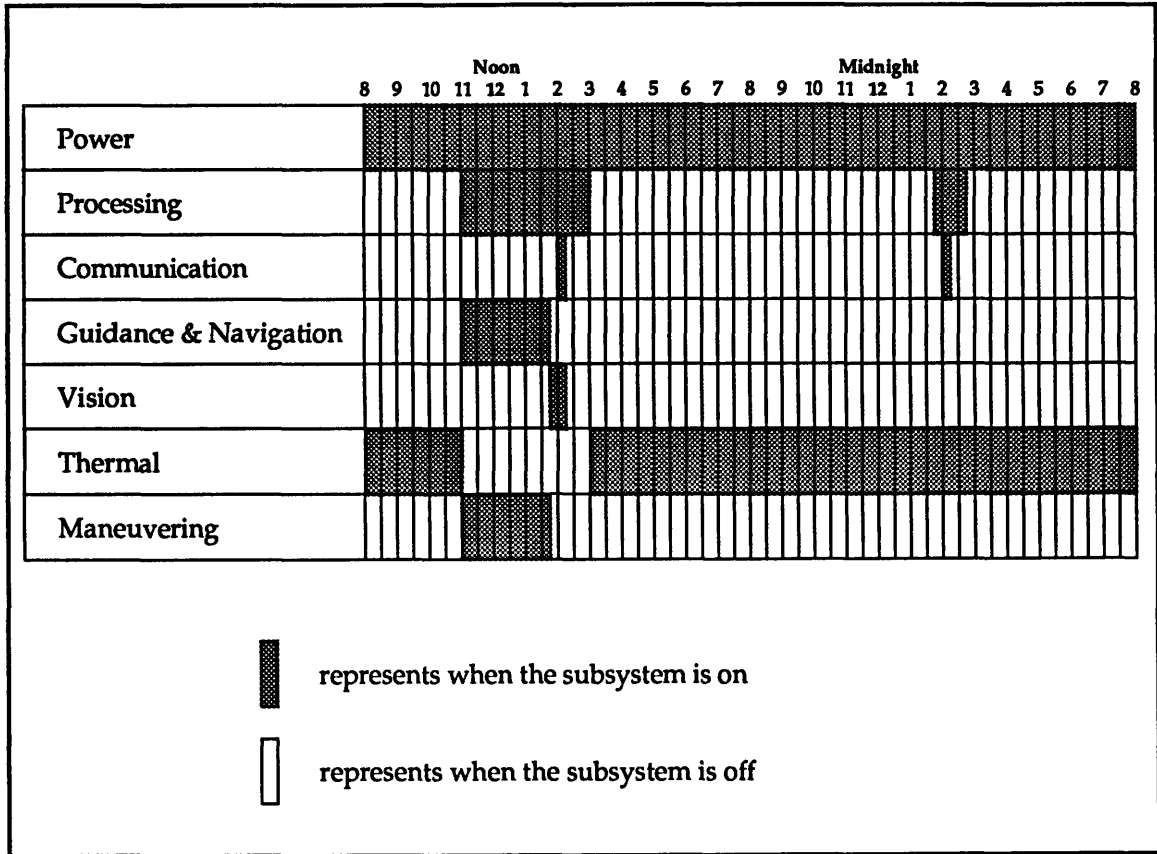 Noon Midnight
8 9 10 11 12 1 2 3 4 5 6 7 8 9 10 11 12 1 2 3 4 5 6 7 8
Power
Processing
Communication
Guidance & Navigation
Vision
Thermal
Maneuvering
represents when the subsystem is on
represents when the subsystem is off